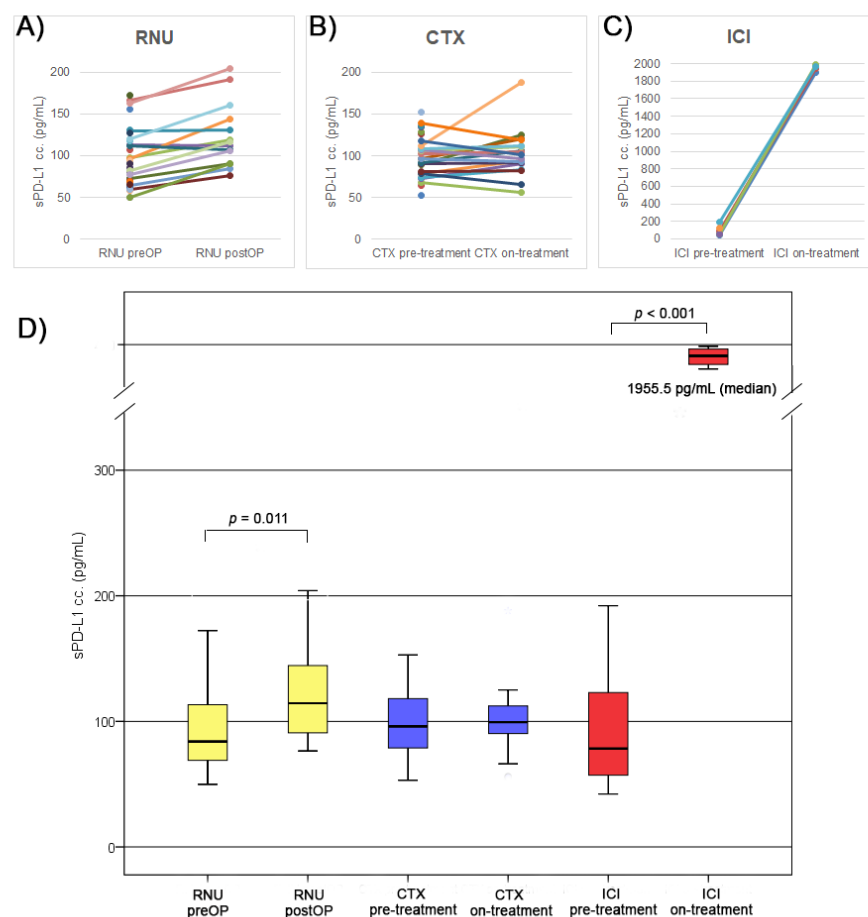 A)
RNU
sPD-L1 cc. (pg/mL)
200
150
100
50
0
RNU preOP
RNU postOP
B)
CTX
sPD-L1 cc. (pg/mL)
200
150
100
50
0
CTX pre-treatment
CTX on-treatment
C)
ICI
sPD-L1 cc. (pg/mL)
2000
1800
1600
1400
1200
1000
800
600
400
200
0
ICI pre-treatment
ICI on-treatment
D)
p < 0.001
1955.5 pg/mL (median)
p = 0.011
sPD-L1 cc. (pg/mL)
300
200
100
0
RNU
preOP
RNU
postOP
CTX
pre-treatment
CTX
on-treatment
ICI
pre-treatment
ICI
on-treatment